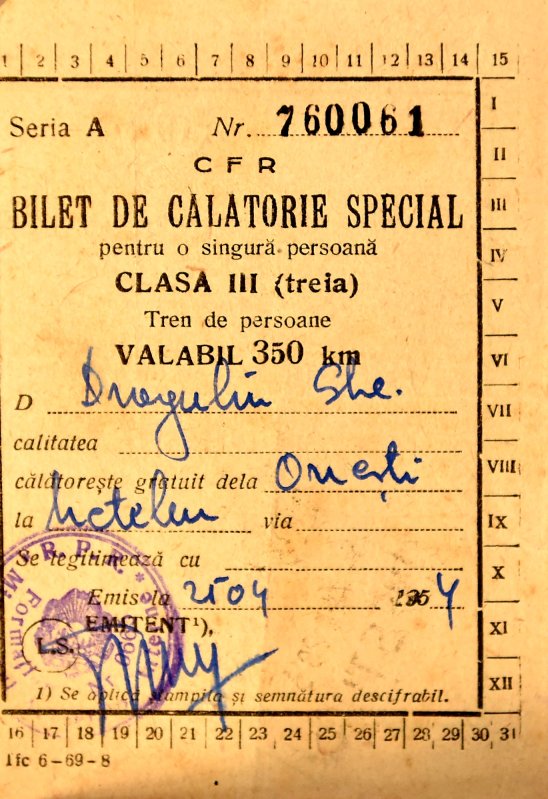 1 2 3 4 5 6 7 8 9 10 11 12 13 14 15
Seria A Nr. 760061
CFR
BILET DE CALATORIE SPECIAL
pentru o singură persoană
CLASA III (treia)
Tren de persoane
VALABIL 350 km
D Dragulin Ghe.
calitatea
călătorește gratuit dela Onești
la via
Se legitimează cu
Emis la 25 04 195 4
EMITENT¹),
L.S.
1) Se aplică stampila și semnătura descifrabil.
I
II
III
IV
V
VI
VII
VIII
IX
X
XI
XII
16 17 18 19 20 21 22 23 24 25 26 27 28 29 30 31
1fc 6-69-8
R.P.R.